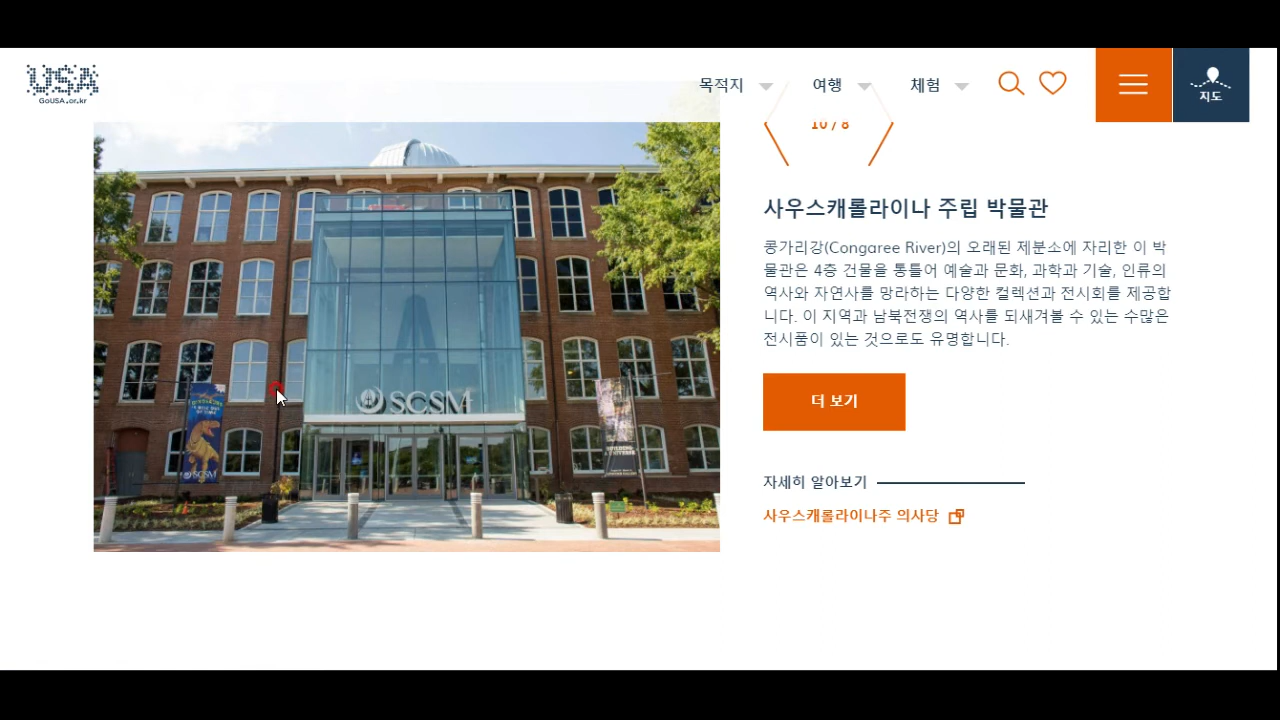 USA
GoUSA.or.kr
목적지
여행
체험
지도
10 / 8
사우스캐롤라이나 주립 박물관
콩가리강(Congaree River)의 오래된 제분소에 자리한 이 박
물관은 4층 건물을 통틀어 예술과 문화, 과학과 기술, 인류의
역사와 자연사를 망라하는 다양한 컬렉션과 전시회를 제공합
니다. 이 지역과 남북전쟁의 역사를 되새겨볼 수 있는 수많은
전시품이 있는 것으로도 유명합니다.
더 보기
자세히 알아보기
사우스캐롤라이나주 의사당
SCSM
SCSM